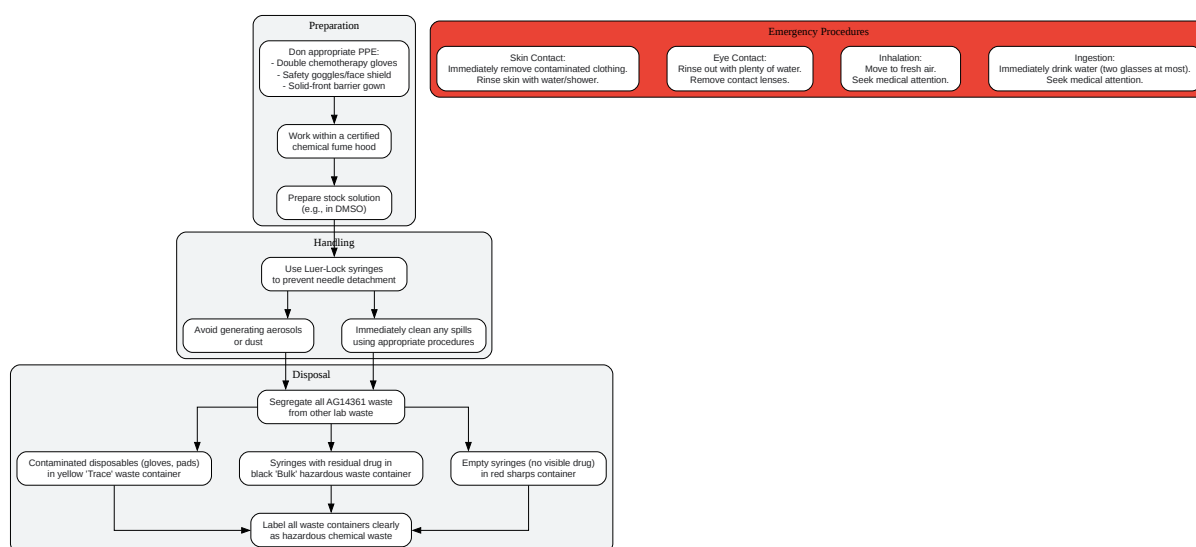 Preparation
Don appropriate PPE:
- Double chemotherapy gloves
- Safety goggles/face shield
- Solid-front barrier gown
Work within a certified
chemical fume hood
Prepare stock solution
(e.g., in DMSO)
Emergency Procedures
Skin Contact:
Immediately remove contaminated clothing.
Rinse skin with water/shower.
Eye Contact:
Rinse out with plenty of water.
Remove contact lenses.
Inhalation:
Move to fresh air.
Seek medical attention.
Ingestion:
Immediately drink water (two glasses at most).
Seek medical attention.
Handling
Use Luer-Lock syringes
to prevent needle detachment
Avoid generating aerosols
or dust
Immediately clean any spills
using appropriate procedures
Disposal
Segregate all AG14361 waste
from other lab waste
Contaminated disposables (gloves, pads)
in yellow 'Trace' waste container
Syringes with residual drug in
black 'Bulk' hazardous waste container
Empty syringes (no visible drug)
in red sharps container
Label all waste containers clearly
as hazardous chemical waste